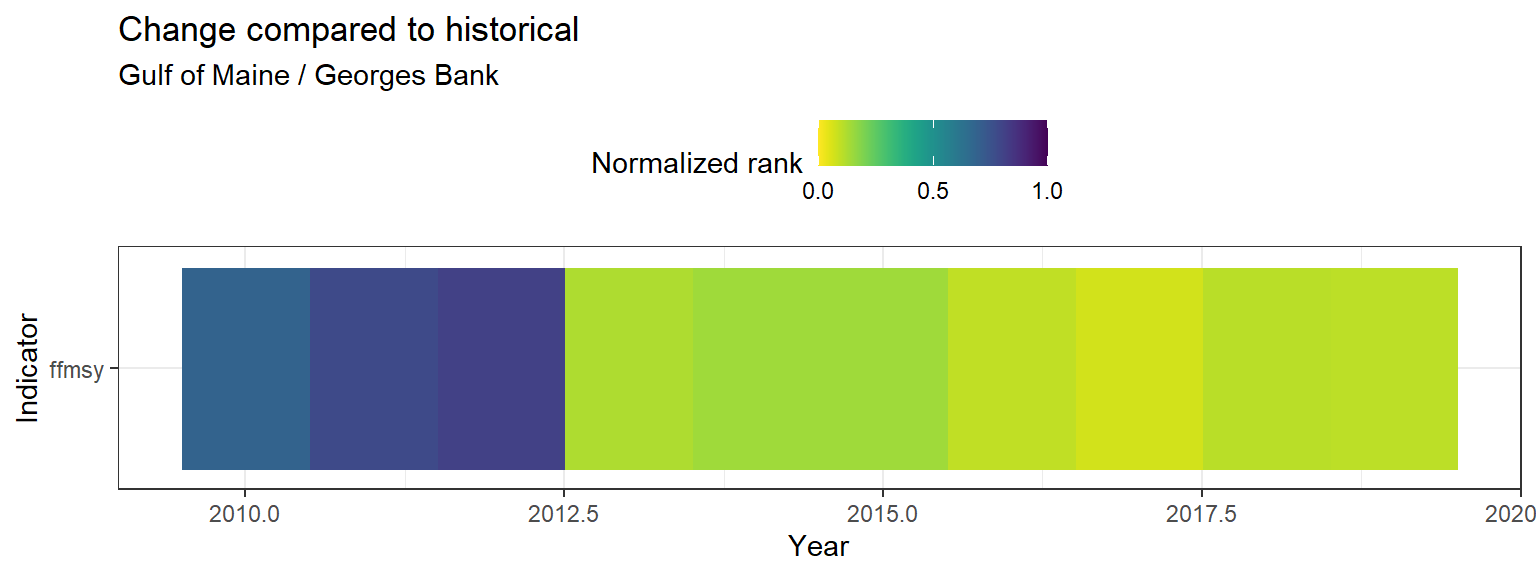 Change compared to historical
Gulf of Maine / Georges Bank
Normalized rank
0.0 0.5 1.0
Indicator
ffmsy
2010.0 2012.5 2015.0 2017.5 2020
Year